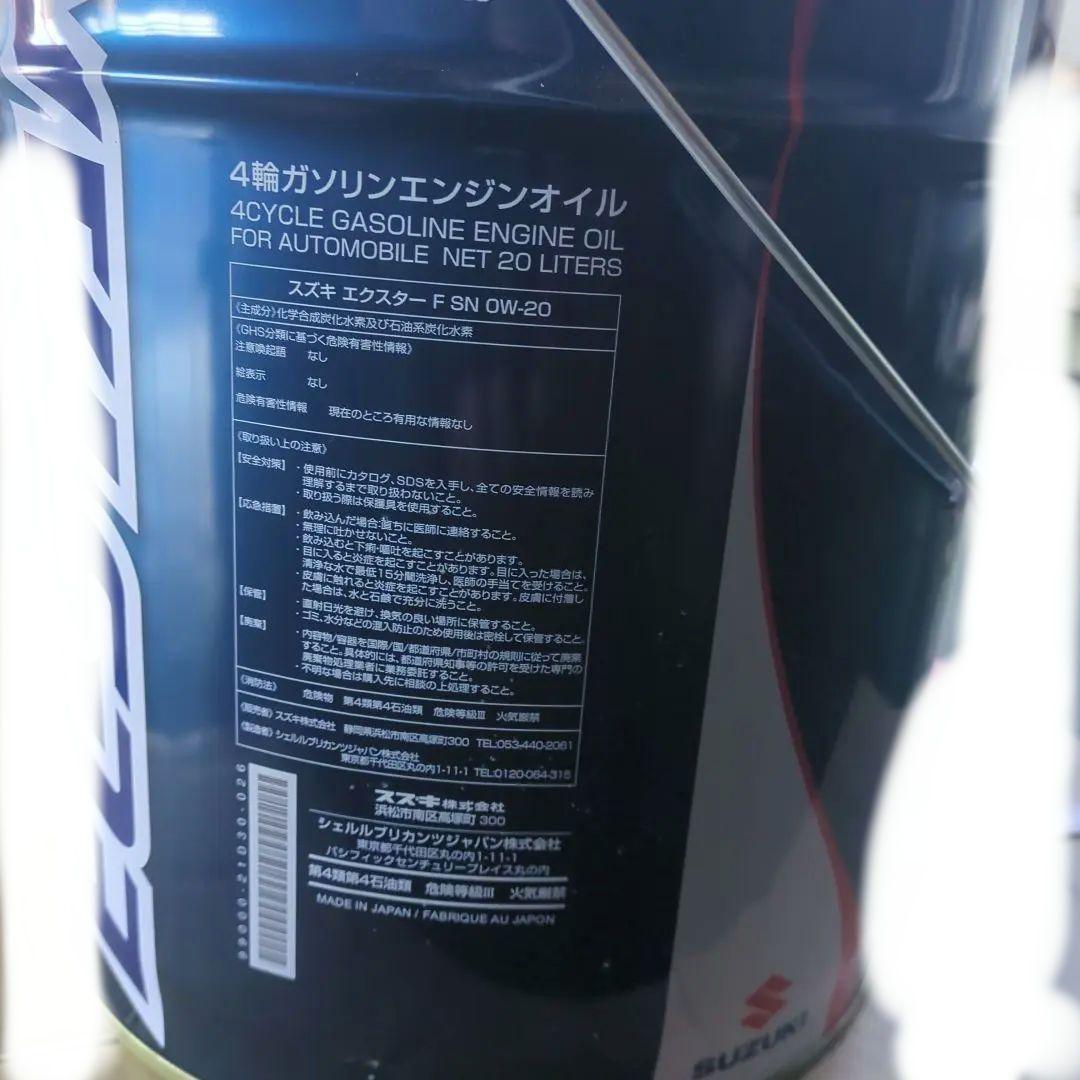 4輪ガソリンエンジンオイル
4CYCLE GASOLINE ENGINE OIL
FOR AUTOMOBILE NET 20 LITERS
スズキ エクスター F SN 0W-20
《主成分》化学合成炭化水素及び石油系炭化水素
《GHS分類に基づく危険有害性情報》
注意喚起語 なし
絵表示 なし
危険有害性情報 現在のところ有用な情報なし
《取り扱い上の注意》
【安全対策】・使用前にカタログ、SDSを入手し、全ての安全情報を読み
理解するまで取り扱わないこと。
・取り扱う際は保護具を使用すること。
【応急措置】・飲み込んだ場合:直ちに医師に連絡すること。
・無理に吐かせないこと。
・飲み込むと下痢・嘔吐を起こすことがあります。
・目に入ると炎症を起こすことがあります。目に入った場合は、
清浄な水で最低15分間洗浄し、医師の手当てを受けること。
・皮膚に触れると炎症を起こすことがあります。皮膚に付着し
た場合は、水と石鹸で充分に洗うこと。
【保管】・直射日光を避け、換気の良い場所に保管すること。
・ゴミ、水分などの混入防止のため使用後は密栓して保管すること。
【廃棄】・内容物/容器を国際/国/都道府県/市町村の規則に従って廃棄
すること。具体的には、都道府県知事等の許可を受けた専門の
廃棄物処理業者に業務委託すること。
・不明な場合は購入先に相談の上処理すること。
《消防法》 危険物 第4類第4石油類 危険等級Ⅲ 火気厳禁
《販売者》スズキ株式会社 静岡県浜松市南区高塚町300 TEL:053-440-2061
《製造者》シェルルブリカンツジャパン株式会社
東京都千代田区丸の内1-11-1 TEL:0120-064-315
99000-21D30-026
スズキ株式会社
浜松市南区高塚町 300
シェルルブリカンツジャパン株式会社
東京都千代田区丸の内1-11-1
パシフィックセンチュリープレイス丸の内
第4類第4石油類 危険等級Ⅲ 火気厳禁
MADE IN JAPAN / FABRIQUE AU JAPON
SUZUKI